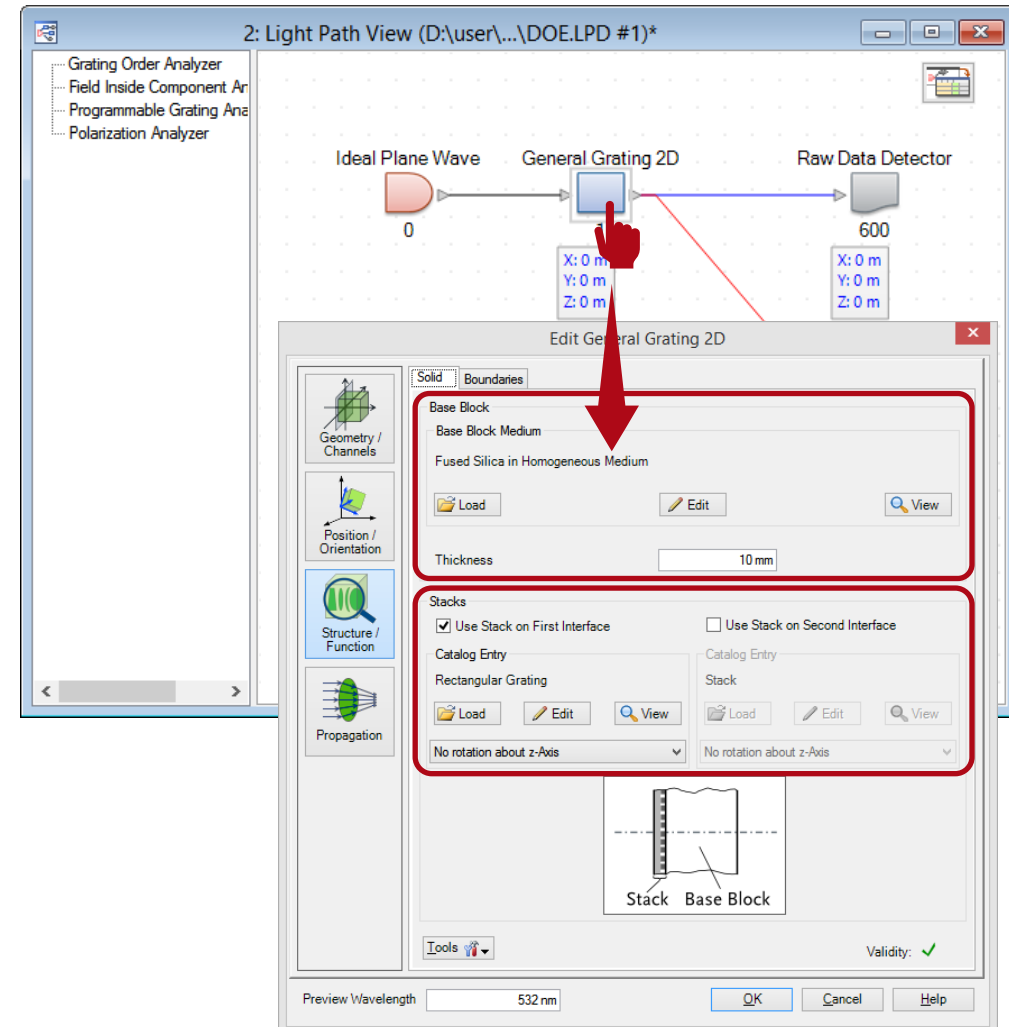 2: Light Path View (D:\user\...\DOE.LPD #1)*
Grating Order Analyzer
Field Inside Component Ar
Programmable Grating Ana
Polarization Analyzer
Ideal Plane Wave General Grating 2D Raw Data Detector
0 600
X: 0 m X: 0 m
Y: 0 m Y: 0 m
Z: 0 m Z: 0 m
Edit General Grating 2D
Solid Boundaries
Geometry /
Channels
Position /
Orientation
Structure /
Function
Propagation
Base Block
Base Block Medium
Fused Silica in Homogeneous Medium
Load Edit View
Thickness 10 mm
Stacks
Use Stack on First Interface Use Stack on Second Interface
Catalog Entry Catalog Entry
Rectangular Grating Stack
Load Edit View Load Edit View
No rotation about z-Axis No rotation about z-Axis
Stack Base Block
Tools Validity:
Preview Wavelength 532 nm OK Cancel Help